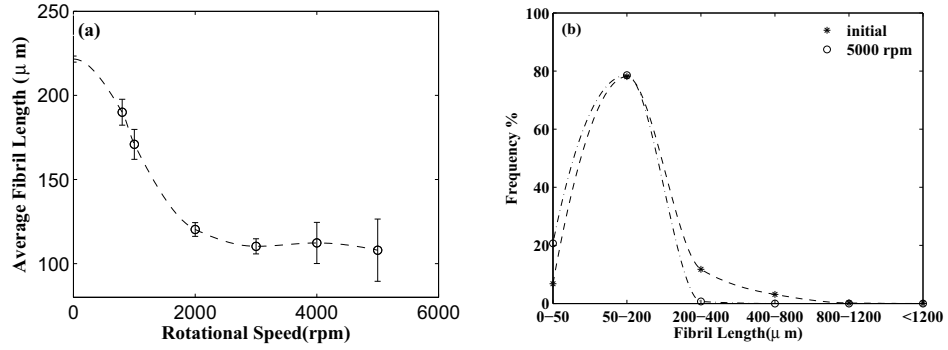 (a)
Average Fibril Length (μ m)
250
200
150
100
0
2000
4000
6000
Rotational Speed(rpm)
(b)
initial
5000 rpm
Frequency %
100
80
60
40
20
0
0−50
50−200
200−400
400−800
800−1200
<1200
Fibril Length(μ m)